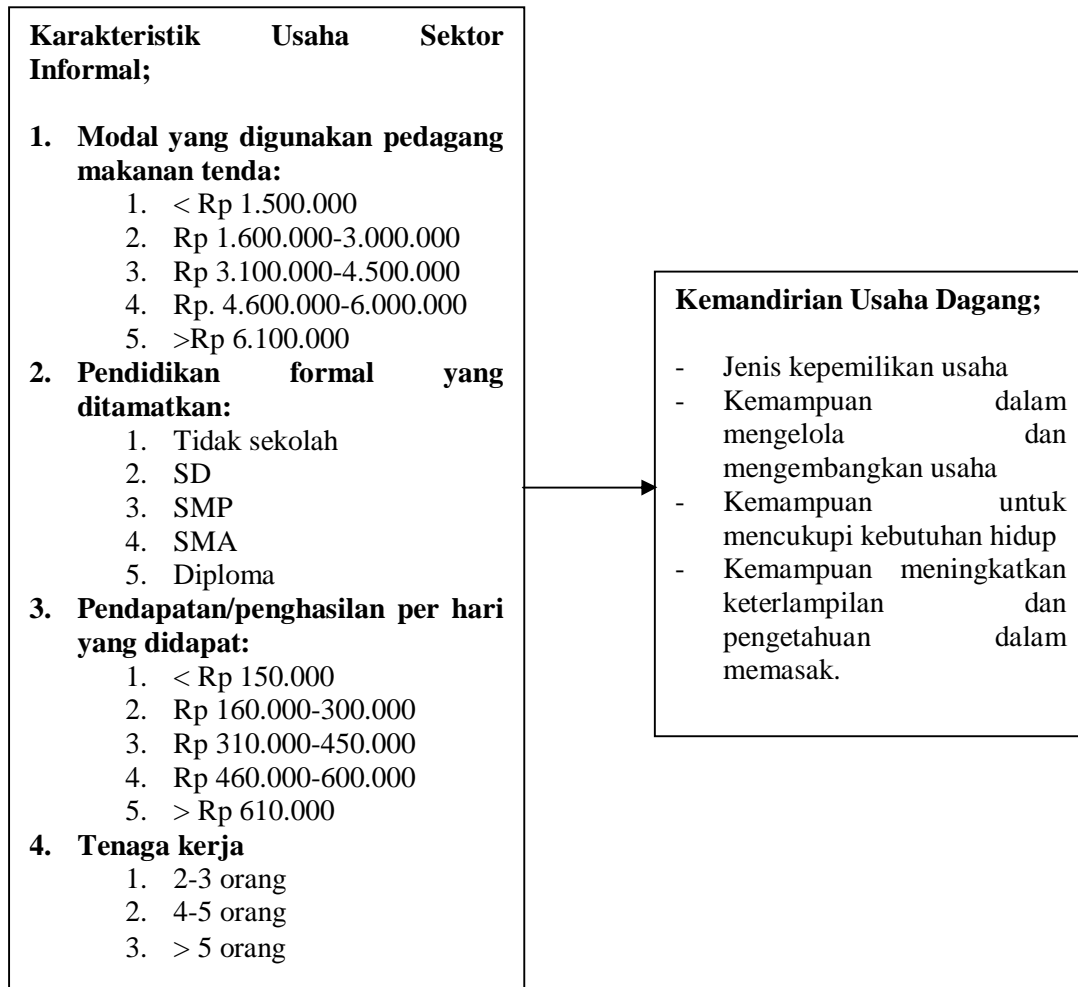 Karakteristik Usaha Sektor
Informal;
1. Modal yang digunakan pedagang
makanan tenda:
1. < Rp 1.500.000
2. Rp 1.600.000-3.000.000
3. Rp 3.100.000-4.500.000
4. Rp. 4.600.000-6.000.000
5. >Rp 6.100.000
2. Pendidikan formal yang
ditamatkan:
1. Tidak sekolah
2. SD
3. SMP
4. SMA
5. Diploma
3. Pendapatan/penghasilan per hari
yang didapat:
1. < Rp 150.000
2. Rp 160.000-300.000
3. Rp 310.000-450.000
4. Rp 460.000-600.000
5. > Rp 610.000
4. Tenaga kerja
1. 2-3 orang
2. 4-5 orang
3. > 5 orang
Kemandirian Usaha Dagang;
- Jenis kepemilikan usaha
- Kemampuan dalam
mengelola dan
mengembangkan usaha
- Kemampuan untuk
mencukupi kebutuhan hidup
- Kemampuan meningkatkan
keterlampilan dan
pengetahuan dalam
memasak.